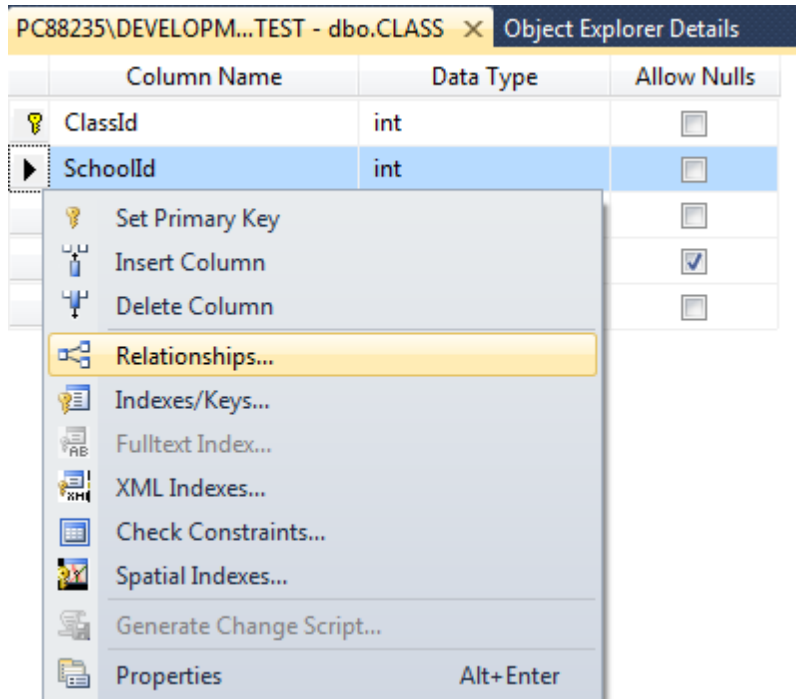 PC88235\DEVELOPM...TEST - dbo.CLASS Object Explorer Details
Column Name Data Type Allow Nulls
ClassId int
SchoolId int
Set Primary Key
Insert Column
Delete Column
Relationships...
Indexes/Keys...
Fulltext Index...
XML Indexes...
Check Constraints...
Spatial Indexes...
Generate Change Script...
Properties Alt+Enter